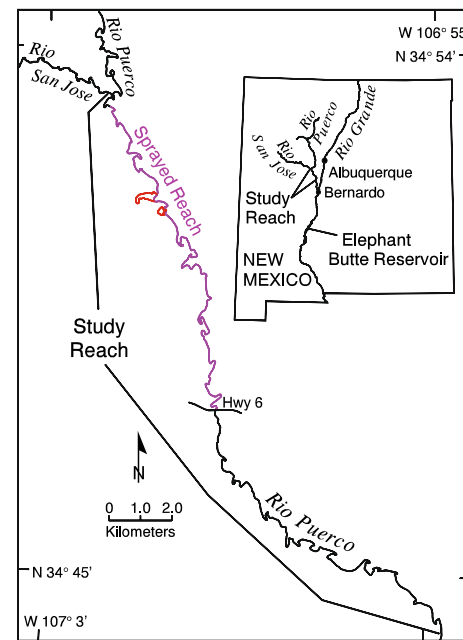 W 106° 55'
N 34° 54'
Rio
San Jose
Rio Puerco
Sprayed Reach
Study
Reach
Hwy 6
N
0 1.0 2.0
Kilometers
Rio Puerco
N 34° 45'
W 107° 3'
Rio
Puerco
Rio
San Jose
Rio Grande
Albuquerque
Bernardo
Study
Reach
Elephant
Butte Reservoir
NEW
MEXICO